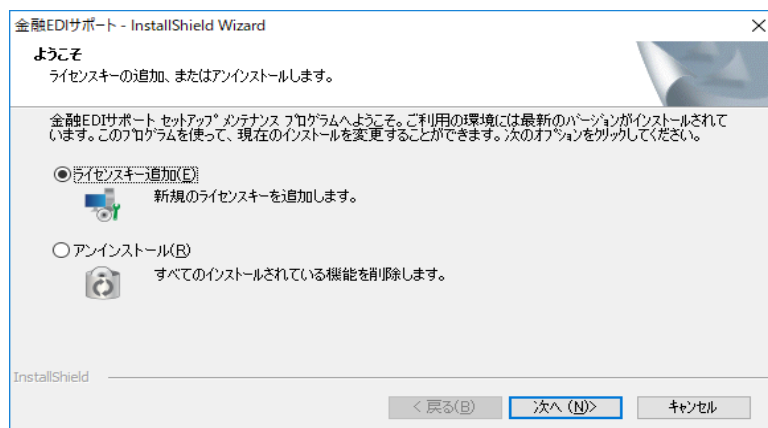 金融EDIサポート - InstallShield Wizard
ようこそ
ライセンスキーの追加、またはアンインストールします。
金融EDIサポート セットアップ メンテナンス プログラムへようこそ。ご利用の環境には最新のバージョンがインストールされて
います。このプログラムを使って、現在のインストールを変更することができます。次のオプションをクリックしてください。
ライセンスキー追加(E)
新規のライセンスキーを追加します。
アンインストール(R)
すべてのインストールされている機能を削除します。
InstallShield
< 戻る(B)
次へ (N)>
キャンセル